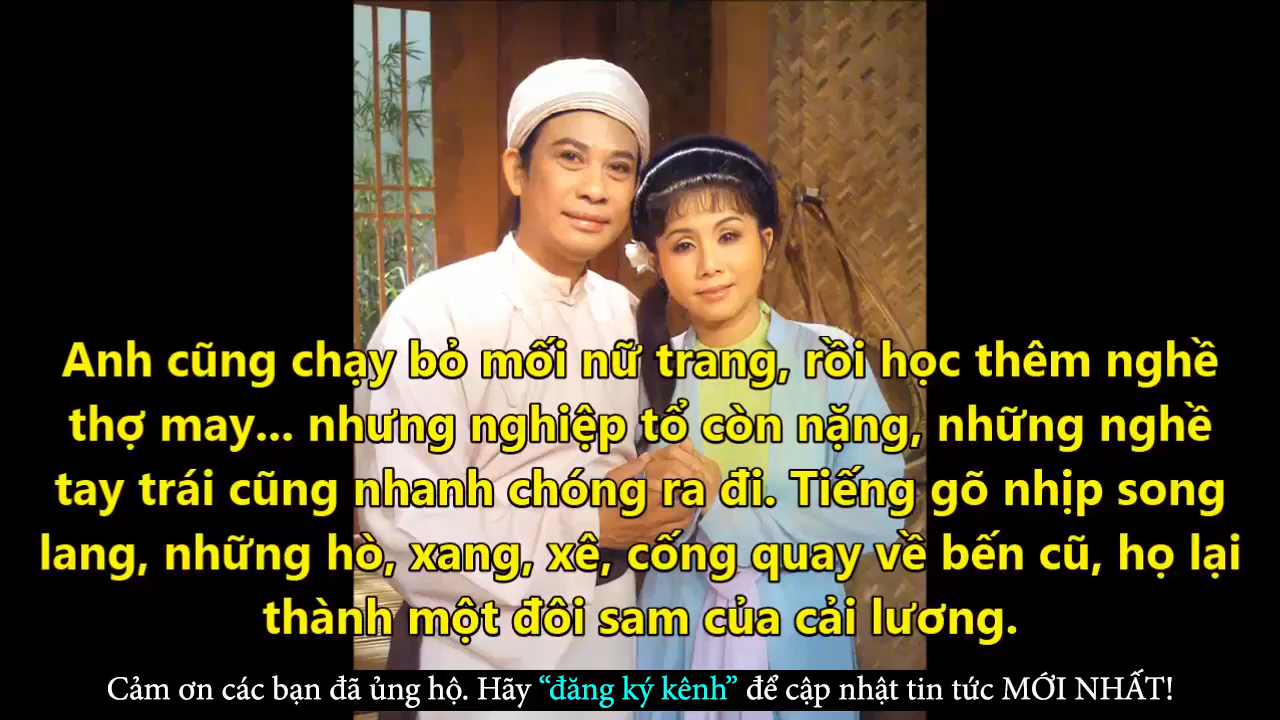 Anh cũng chạy bỏ mối nữ trang, rồi học thêm nghề
thợ may... nhưng nghiệp tổ còn nặng, những nghề
tay trái cũng nhanh chóng ra đi. Tiếng gõ nhịp song
lang, những hò, xang, xê, cống quay về bến cũ, họ lại
thành một đôi sam của cải lương.
Cảm ơn các bạn đã ủng hộ. Hãy “đăng ký kênh” để cập nhật tin tức MỚI NHẤT!